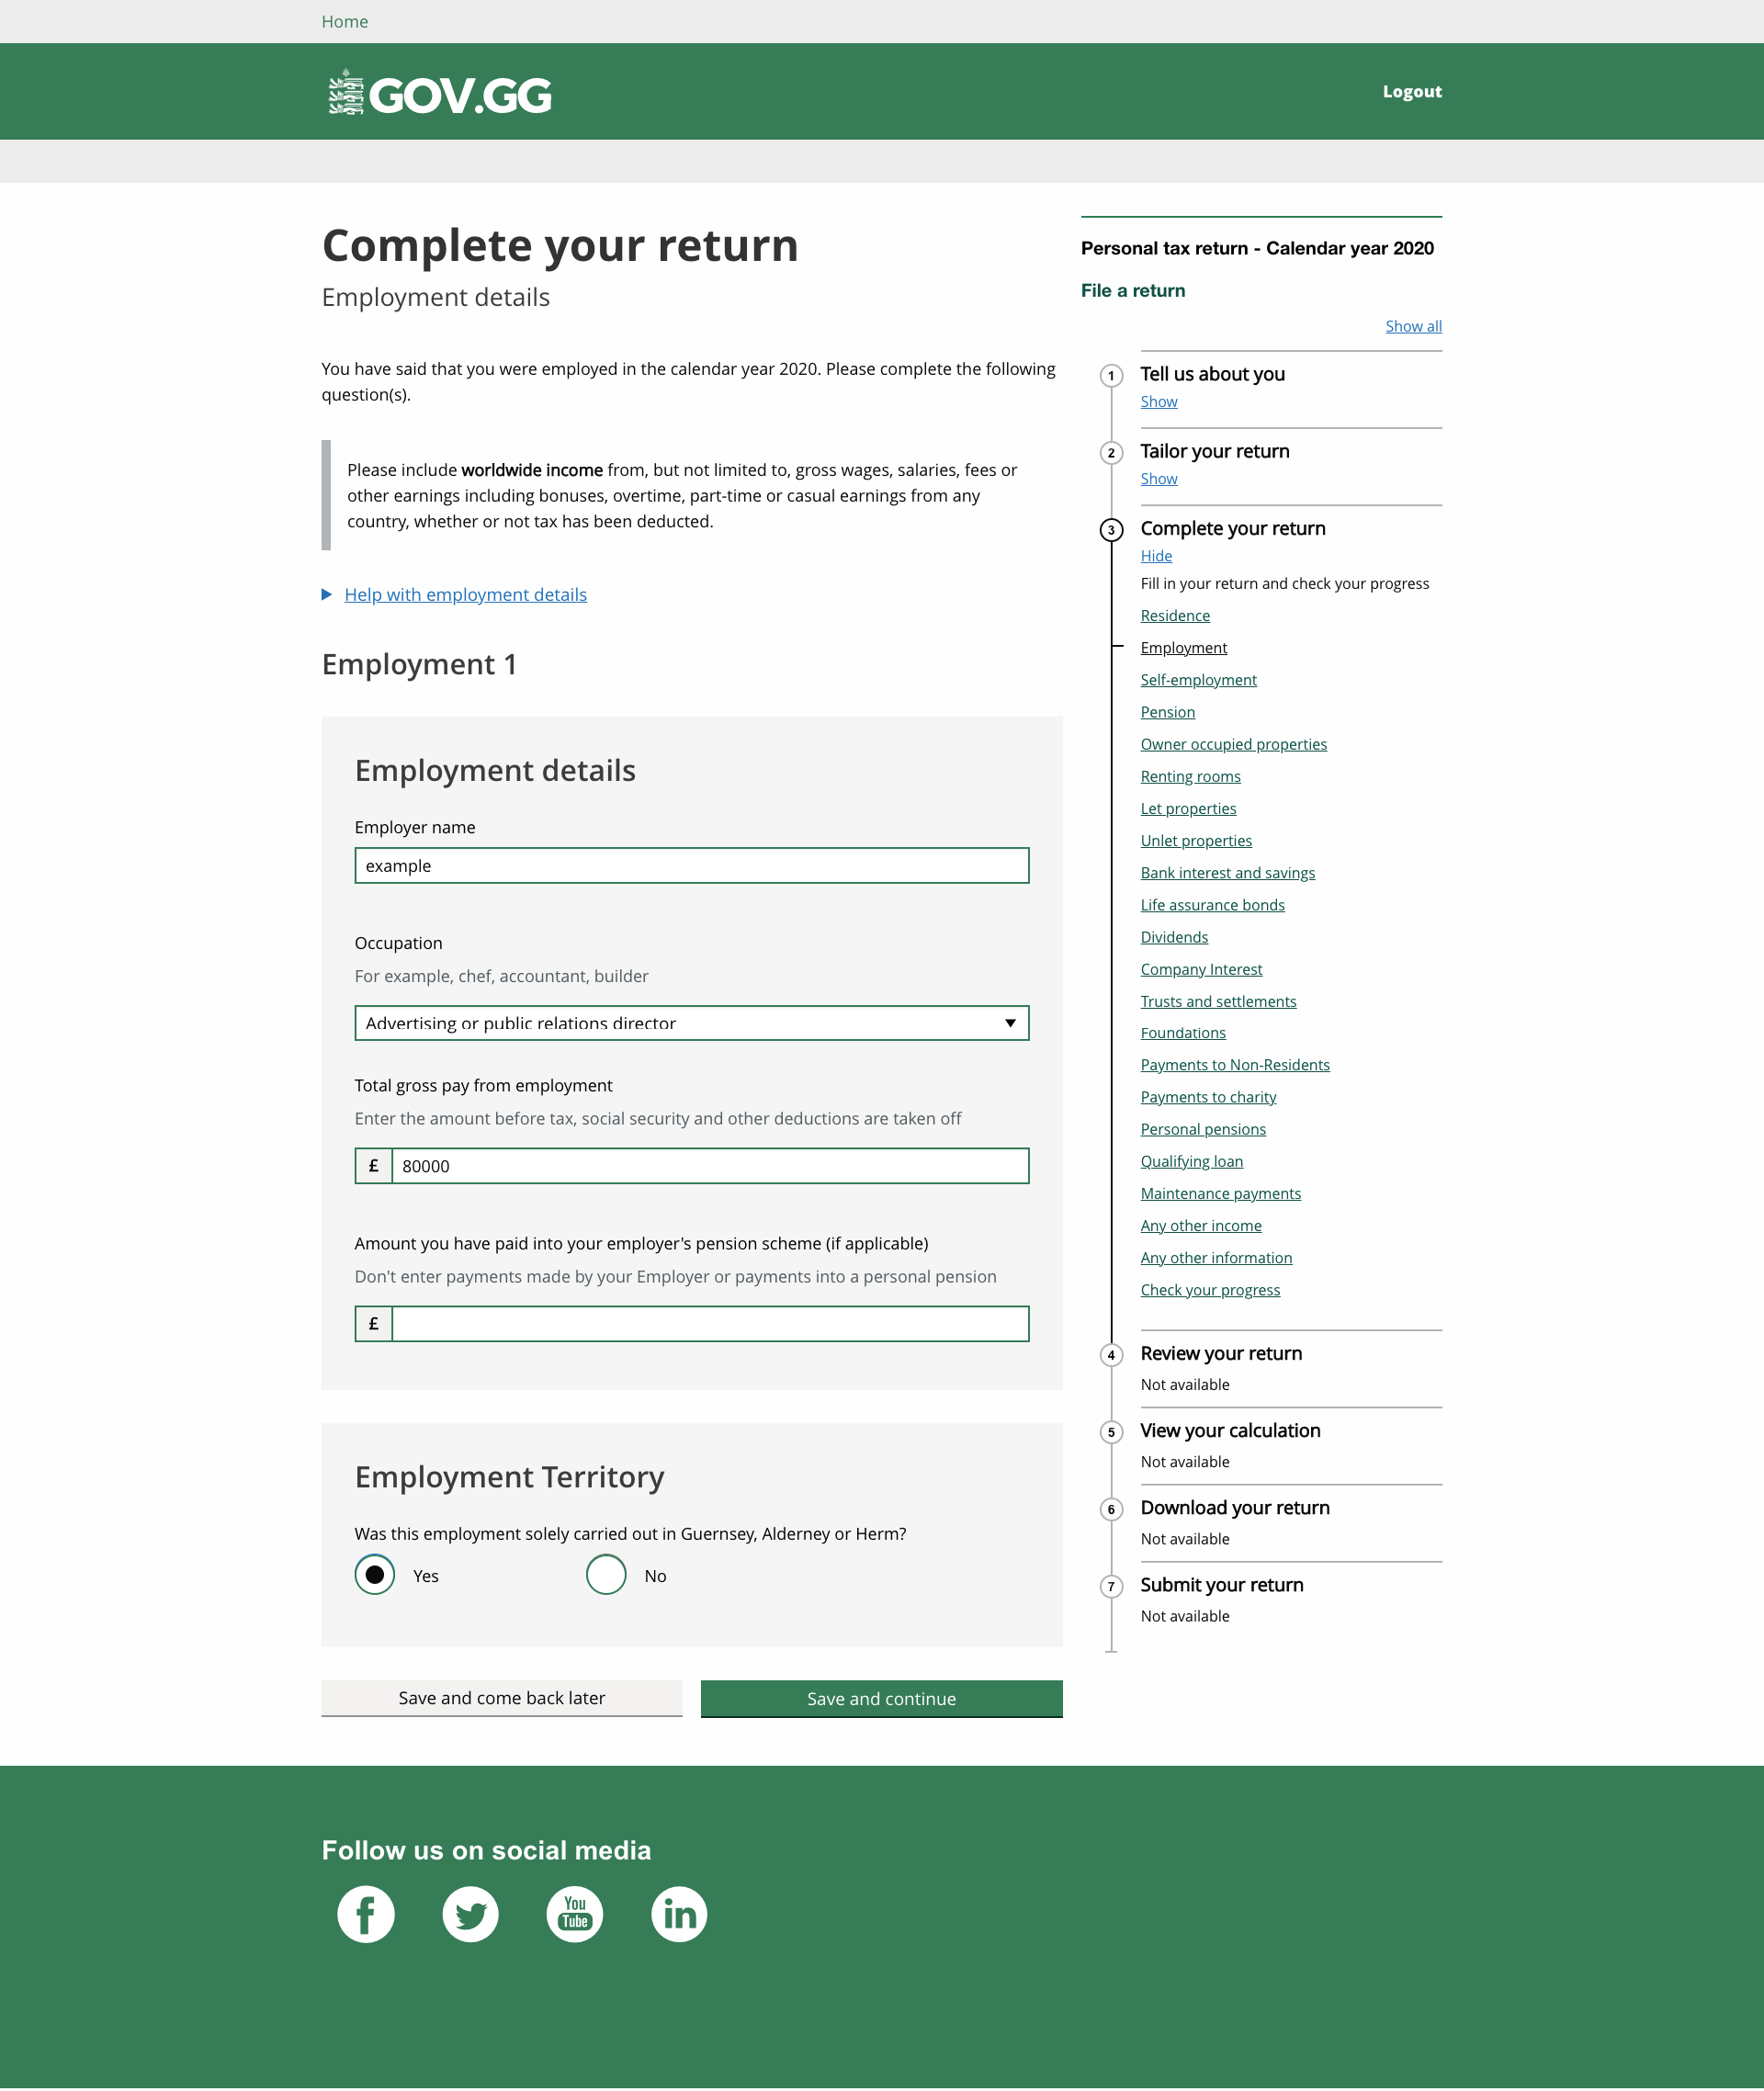 Home
GOV.GG
Logout
Complete your return
Employment details
You have said that you were employed in the calendar year 2020. Please complete the following
question(s).
Please include worldwide income from, but not limited to, gross wages, salaries, fees or
other earnings including bonuses, overtime, part-time or casual earnings from any
country, whether or not tax has been deducted.
Help with employment details
Employment 1
Employment details
Employer name
example
Occupation
For example, chef, accountant, builder
Advertising or public relations director
Total gross pay from employment
Enter the amount before tax, social security and other deductions are taken off
£ 80000
Amount you have paid into your employer's pension scheme (if applicable)
Don't enter payments made by your Employer or payments into a personal pension
£
Employment Territory
Was this employment solely carried out in Guernsey, Alderney or Herm?
Yes No
Save and come back later
Save and continue
Personal tax return - Calendar year 2020
File a return
Show all
1 Tell us about you
Show
2 Tailor your return
Show
3 Complete your return
Hide
Fill in your return and check your progress
Residence
Employment
Self-employment
Pension
Owner occupied properties
Renting rooms
Let properties
Unlet properties
Bank interest and savings
Life assurance bonds
Dividends
Company Interest
Trusts and settlements
Foundations
Payments to Non-Residents
Payments to charity
Personal pensions
Qualifying loan
Maintenance payments
Any other income
Any other information
Check your progress
4 Review your return
Not available
5 View your calculation
Not available
6 Download your return
Not available
7 Submit your return
Not available
Follow us on social media
f
You
Tube
in